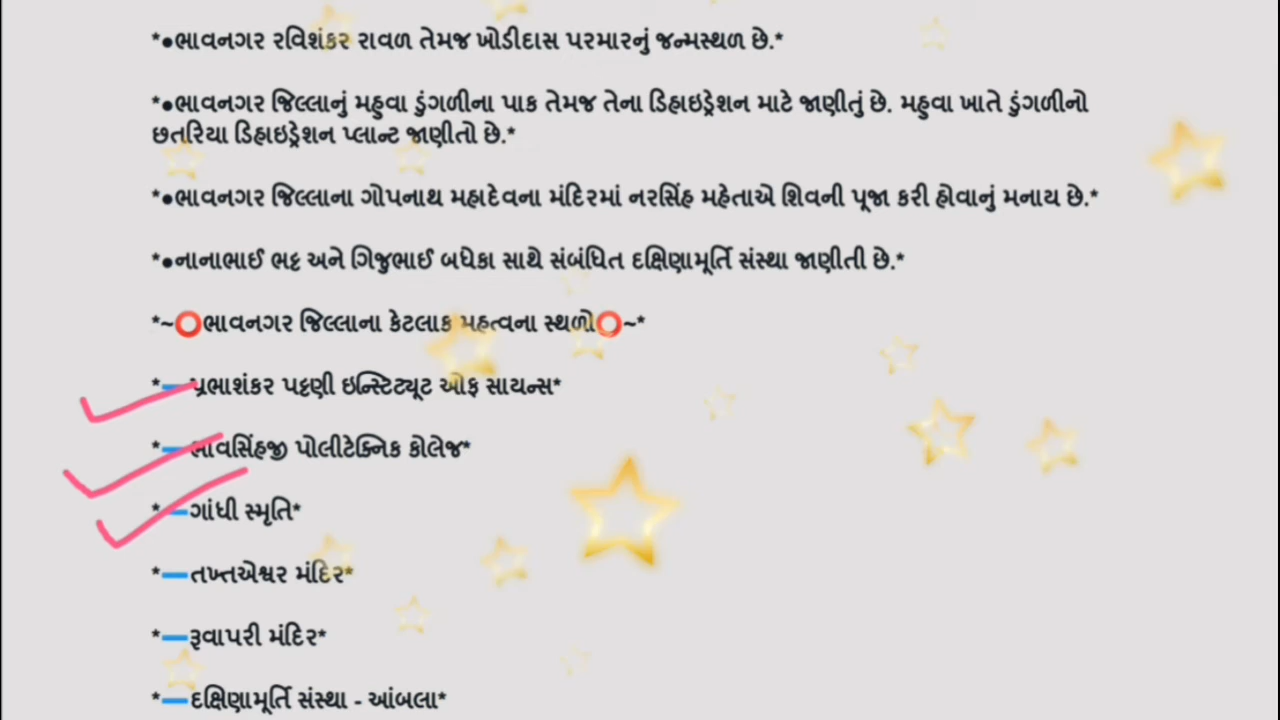 *●ભાવનગર રવિશંકર રાવળ તેમજ ખોડીદાસ પરમારનું જન્મસ્થળ છે.*
*●ભાવનગર જિલ્લાનું મહુવા ડુંગળીના પાક તેમજ તેના ડિહાઇડ્રેશન માટે જાણીતું છે. મહુવા ખાતે ડુંગળીનો
છતરિયા ડિહાઇડ્રેશન પ્લાન્ટ જાણીતો છે.*
*●ભાવનગર જિલ્લાના ગોપનાથ મહાદેવના મંદિરમાં નરસિંહ મહેતાએ શિવની પૂજા કરી હોવાનું મનાય છે.*
*●નાનાભાઈ ભટ્ટ અને ગિજુભાઈ બધેકા સાથે સંબંધિત દક્ષિણામૂર્તિ સંસ્થા જાણીતી છે.*
*~⭕ભાવનગર જિલ્લાના કેટલાક મહત્વના સ્થળો⭕~*
*➖પ્રભાશંકર પટ્ટણી ઇન્સ્ટિટ્યૂટ ઓફ સાયન્સ*
*➖ભાવસિંહજી પોલીટેક્નિક કોલેજ*
*➖ગાંધી સ્મૃતિ*
*➖તખ્તએશ્વર મંદિર*
*➖રૂવાપરી મંદિર*
*➖દક્ષિણામૂર્તિ સંસ્થા - આંબલા*